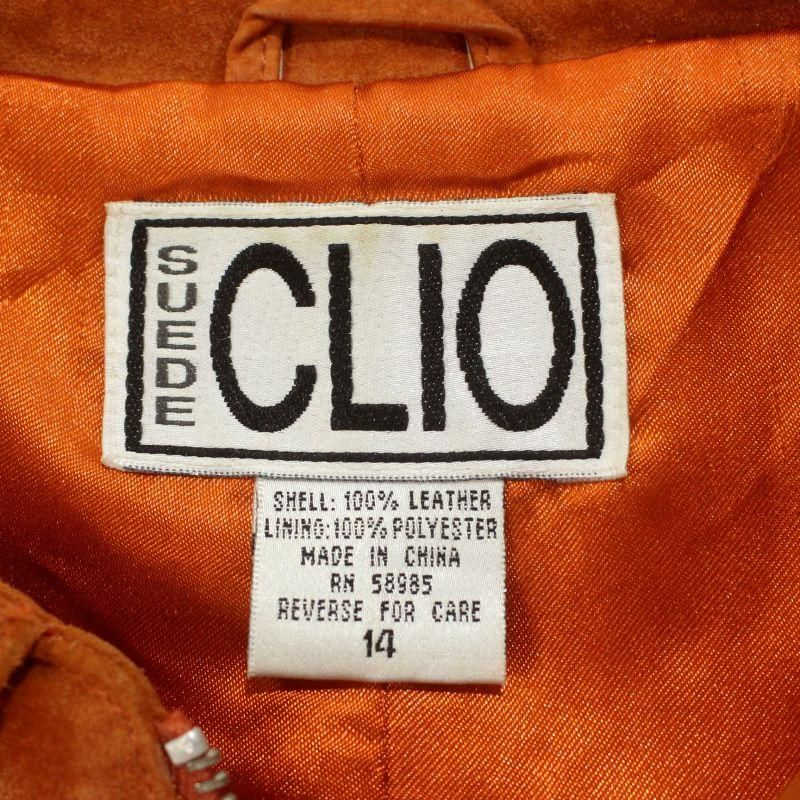 SUEDE
CLIO
SHELL: 100% LEATHER
LINING: 100% POLYESTER
MADE IN CHINA
RN 58985
REVERSE FOR CARE
14